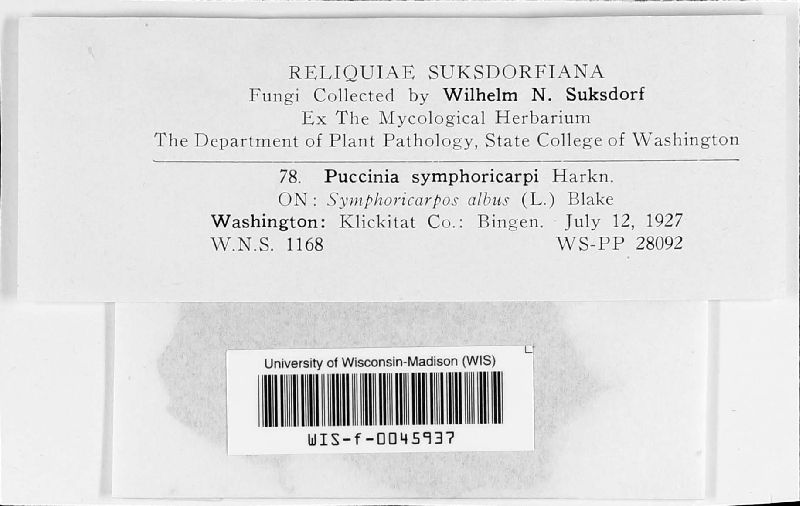 RELIQUIAE SUKSDORFIANA
Fungi Collected by Wilhelm N. Suksdorf
Ex The Mycological Herbarium
The Department of Plant Pathology, State College of Washington
78. Puccinia symphoricarpi Harkn.
ON: Symphoricarpos albus (L.) Blake
Washington: Klickitat Co.: Bingen. July 12, 1927
W.N.S. 1168 WS-PP 28092
University of Wisconsin-Madison (WIS)
WIS-f-0045937